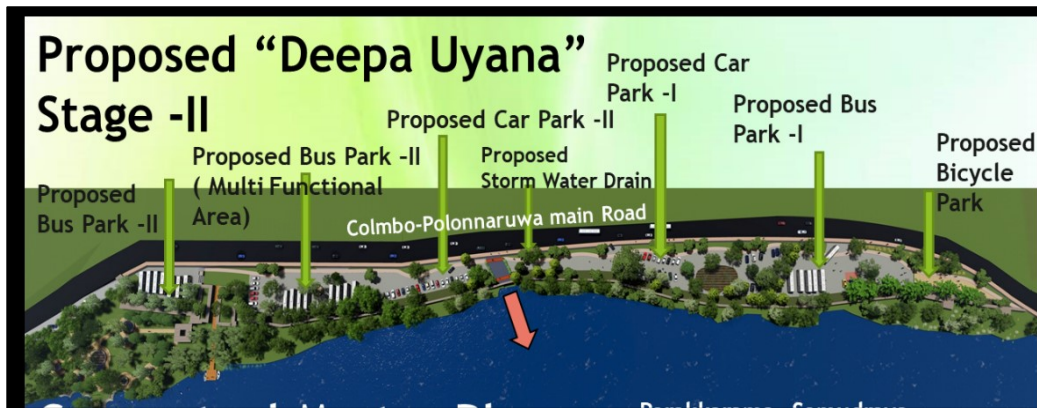 Proposed “Deepa Uyana”
Stage -II
Proposed Car
Park -I
Proposed Bus
Park -I
Proposed Car Park -II
Proposed
Bicycle
Park
Proposed Bus Park -II
( Multi Functional
Area)
Proposed
Storm Water Drain
Proposed
Bus Park -II
Colmbo-Polonnaruwa main Road